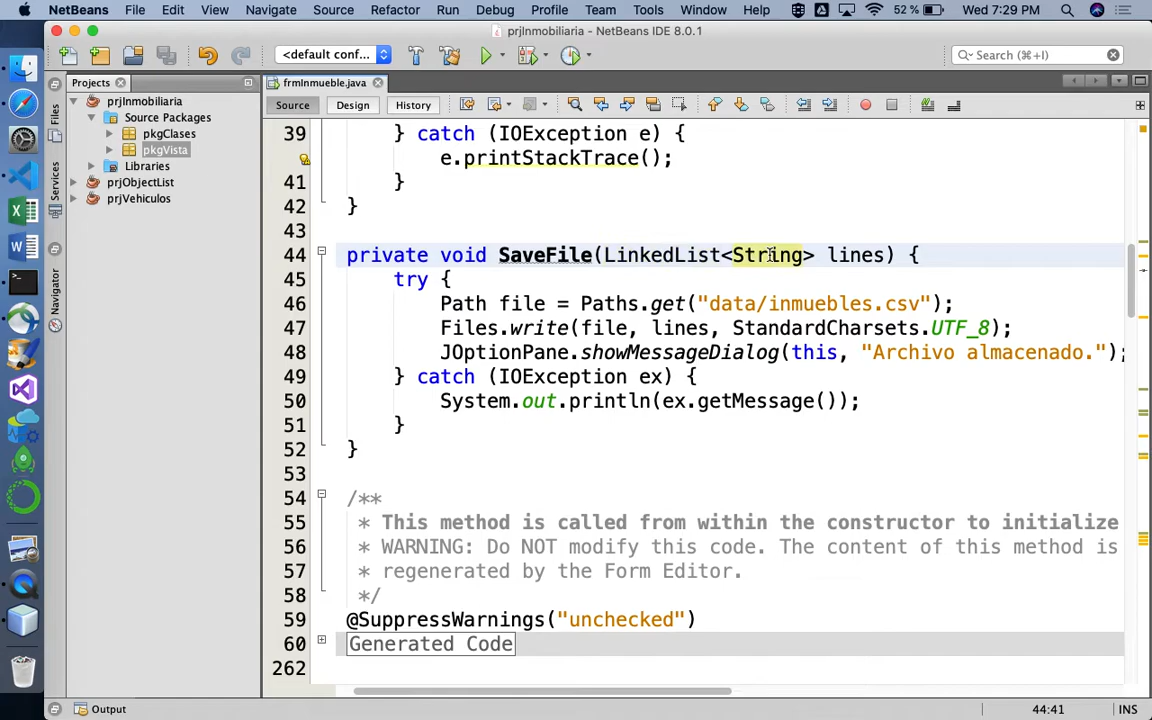 NetBeans File Edit View Navigate Source Refactor Run Debug Profile Team Tools Window Help 52 % Wed 7:29 PM
prjInmobiliaria - NetBeans IDE 8.0.1
<default conf...
Search (⌘+I)
Projects
frmInmueble.java
Source Design History
Files
Services
Navigator
prjInmobiliaria
Source Packages
pkgClases
pkgVista
Libraries
prjObjectList
prjVehiculos
39 } catch (IOException e) {
e.printStackTrace();
41 }
42 }
43
44 private void SaveFile(LinkedList<String> lines) {
45 try {
46 Path file = Paths.get("data/inmuebles.csv");
47 Files.write(file, lines, StandardCharsets.UTF_8);
48 JOptionPane.showMessageDialog(this, "Archivo almacenado.");
49 } catch (IOException ex) {
50 System.out.println(ex.getMessage());
51 }
52 }
53
54 /**
55 * This method is called from within the constructor to initialize
56 * WARNING: Do NOT modify this code. The content of this method is
57 * regenerated by the Form Editor.
58 */
59 @SuppressWarnings("unchecked")
60 Generated Code
262
Output
44:41 INS